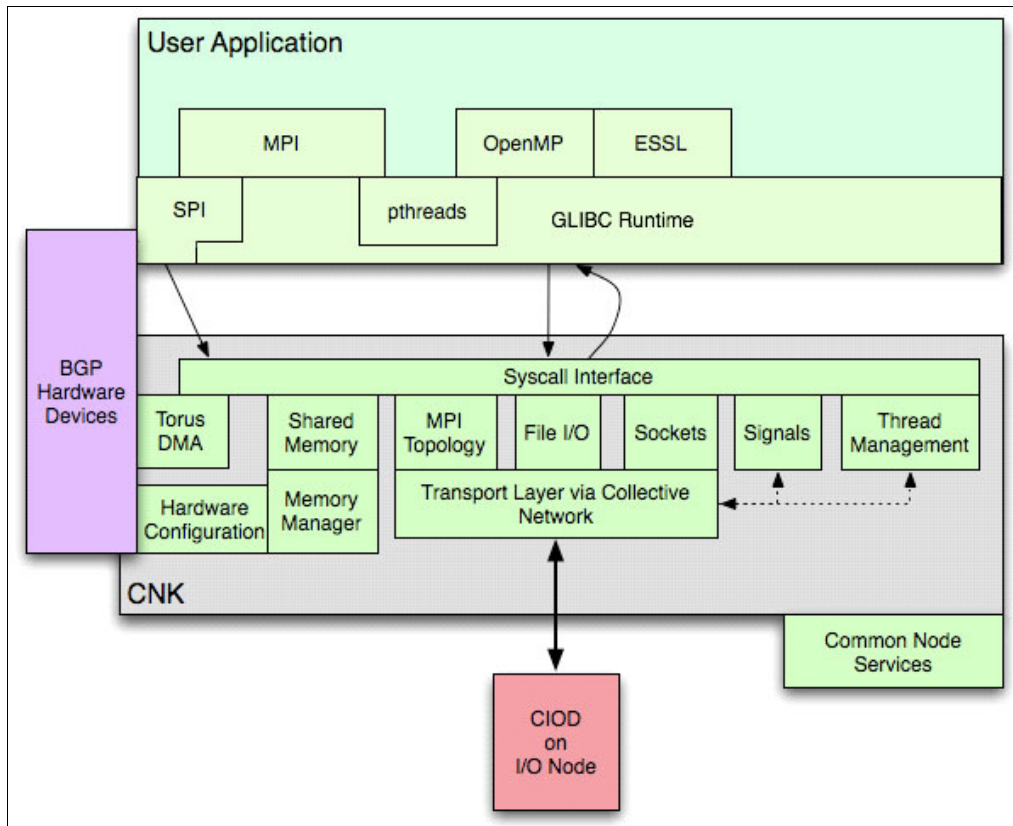 User Application
MPI
OpenMP
ESSL
SPI
pthreads
GLIBC Runtime
BGP
Hardware
Devices
Syscall Interface
Torus
DMA
Shared
Memory
MPI
Topology
File I/O
Sockets
Signals
Thread
Management
Hardware
Configuration
Memory
Manager
Transport Layer via Collective
Network
CNK
Common Node
Services
CIOD
on
I/O Node